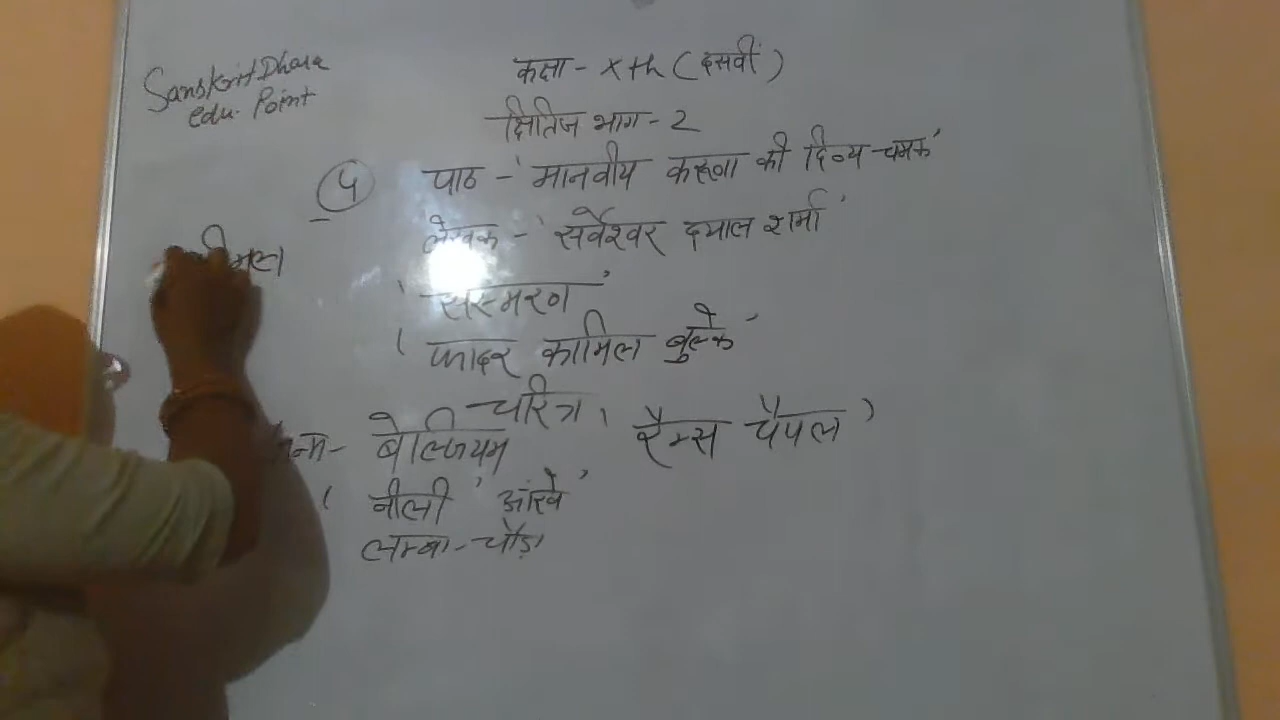 Sanskrit Dhara
edu. Point
कक्षा - xth (दसवीं)
क्षितिज भाग - 2
५ पाठ - 'मानवीय करूणा की दिव्य-चमक'
लेखक - 'सर्वेश्वर दयाल शर्मा'
'संस्मरण'
'फादर कामिल बुल्के'
चरित्र
बेल्जियम 'रैम्स चैपल'
'नीली' आंखे'
लम्बा-चौड़ा